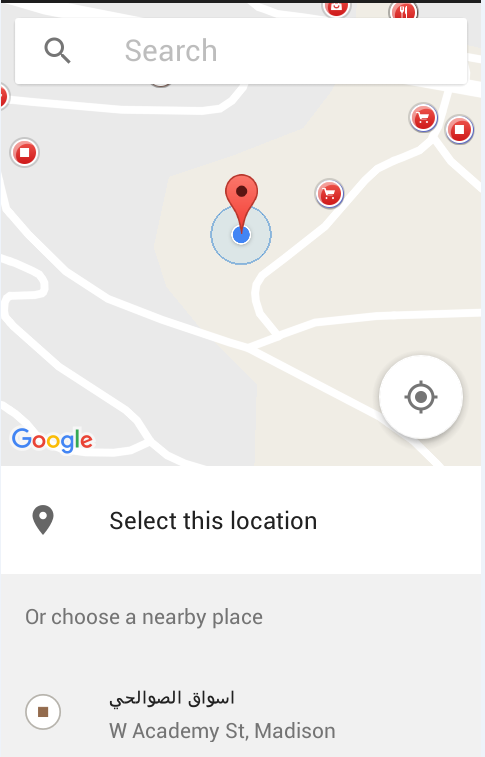 Search
Google
Select this location
Or choose a nearby place
اسواق الصوالحي
W Academy St, Madison